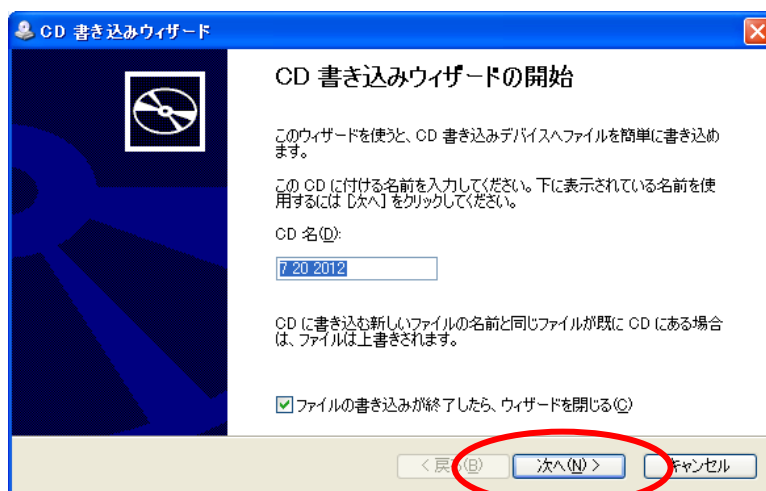 CD 書き込みウィザード
CD 書き込みウィザードの開始
このウィザードを使うと、CD 書き込みデバイスへファイルを簡単に書き込め
ます。
この CD に付ける名前を入力してください。下に表示されている名前を使
用するには [次へ] をクリックしてください。
CD 名(D):
7 20 2012
CD に書き込む新しいファイルの名前と同じファイルが既に CD にある場合
は、ファイルは上書きされます。
ファイルの書き込みが終了したら、ウィザードを閉じる(C)
< 戻る(B)
次へ(N) >
キャンセル